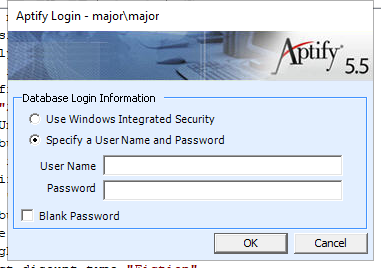 Aptify Login - major\major
Aptify®
5.5
Database Login Information
Use Windows Integrated Security
Specify a User Name and Password
User Name
Password
Blank Password
OK Cancel